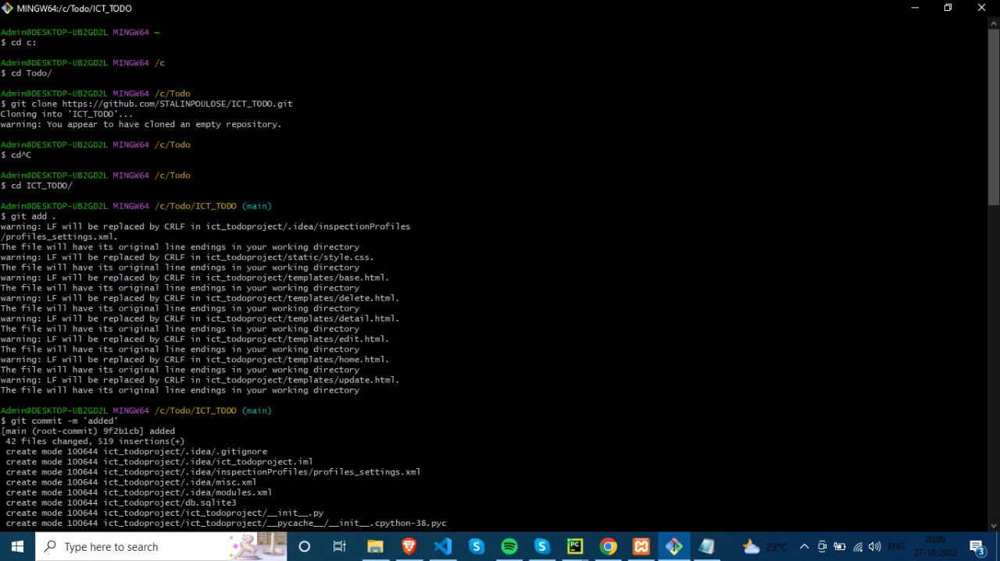 MINGW64:/c/Todo/ICT_TODO
Admin@DESKTOP-UB2GD2L MINGW64 ~
$ cd c:
Admin@DESKTOP-UB2GD2L MINGW64 /c
$ cd Todo/
Admin@DESKTOP-UB2GD2L MINGW64 /c/Todo
$ git clone https://github.com/STALINPOULOSE/ICT_TODO.git
Cloning into 'ICT_TODO'...
warning: You appear to have cloned an empty repository.
Admin@DESKTOP-UB2GD2L MINGW64 /c/Todo
$ cd^C
Admin@DESKTOP-UB2GD2L MINGW64 /c/Todo
$ cd ICT_TODO/
Admin@DESKTOP-UB2GD2L MINGW64 /c/Todo/ICT_TODO (main)
$ git add .
warning: LF will be replaced by CRLF in ict_todoproject/.idea/inspectionProfiles
/profiles_settings.xml.
The file will have its original line endings in your working directory
warning: LF will be replaced by CRLF in ict_todoproject/static/style.css.
The file will have its original line endings in your working directory
warning: LF will be replaced by CRLF in ict_todoproject/templates/base.html.
The file will have its original line endings in your working directory
warning: LF will be replaced by CRLF in ict_todoproject/templates/delete.html.
The file will have its original line endings in your working directory
warning: LF will be replaced by CRLF in ict_todoproject/templates/detail.html.
The file will have its original line endings in your working directory
warning: LF will be replaced by CRLF in ict_todoproject/templates/edit.html.
The file will have its original line endings in your working directory
warning: LF will be replaced by CRLF in ict_todoproject/templates/home.html.
The file will have its original line endings in your working directory
warning: LF will be replaced by CRLF in ict_todoproject/templates/update.html.
The file will have its original line endings in your working directory
Admin@DESKTOP-UB2GD2L MINGW64 /c/Todo/ICT_TODO (main)
$ git commit -m 'added'
[main (root-commit) 9f2b1cb] added
 42 files changed, 519 insertions(+)
 create mode 100644 ict_todoproject/.idea/.gitignore
 create mode 100644 ict_todoproject/.idea/ict_todoproject.iml
 create mode 100644 ict_todoproject/.idea/inspectionProfiles/profiles_settings.xml
 create mode 100644 ict_todoproject/.idea/misc.xml
 create mode 100644 ict_todoproject/.idea/modules.xml
 create mode 100644 ict_todoproject/db.sqlite3
 create mode 100644 ict_todoproject/ict_todoproject/__init__.py
 create mode 100644 ict_todoproject/ict_todoproject/__pycache__/__init__.cpython-38.pyc
Type here to search
PC
29°C
ENG
20:09
27-10-2022
3